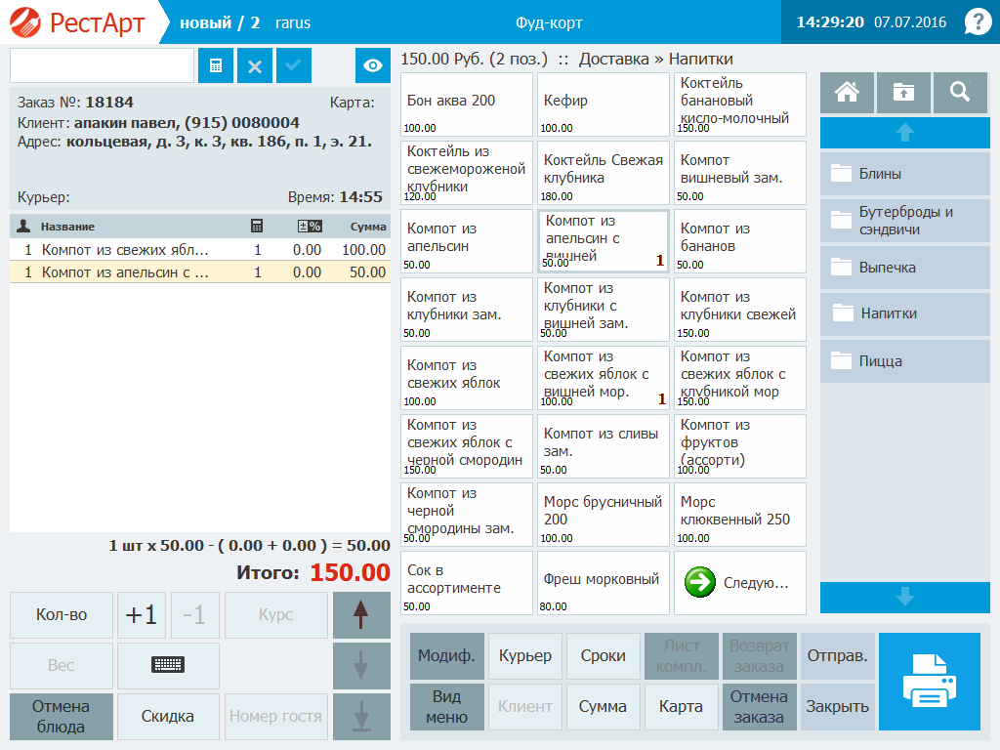 РестАрт
новый / 2 rarus
Фуд-корт
14:29:20 07.07.2016
?
150.00 Руб. (2 поз.) :: Доставка » Напитки
Заказ №: 18184 Карта:
Клиент: апакин павел, (915) 0080004
Адрес: кольцевая, д. 3, к. 3, кв. 186, п. 1, э. 21.
Курьер: Время: 14:55
Название ±% Сумма
1 Компот из свежих ябл... 1 0.00 100.00
1 Компот из апельсин с ... 1 0.00 50.00
1 шт x 50.00 - ( 0.00 + 0.00 ) = 50.00
Итого: 150.00
Кол-во
+1
-1
Курс
Вес
Отмена
блюда
Скидка
Номер гостя
Бон аква 200
100.00
Кефир
100.00
Коктейль
банановый
кисло-молочный
150.00
Коктейль из
свежемороженой
клубники
120.00
Коктейль Свежая
клубника
180.00
Компот
вишневый зам.
50.00
Компот из
апельсин
50.00
Компот из
апельсин с
вишней
50.00
1
Компот из
бананов
50.00
Компот из
клубники зам.
50.00
Компот из
клубники с
вишней зам.
50.00
Компот из
клубники свежей
150.00
Компот из
свежих яблок
100.00
Компот из
свежих яблок с
вишней мор.
100.00
1
Компот из
свежих яблок с
клубникой мор
150.00
Компот из
свежих яблок с
черной смородин
150.00
Компот из сливы
зам.
50.00
Компот из
фруктов
(ассорти)
100.00
Компот из
черной
смородины зам.
50.00
Морс брусничный
200
100.00
Морс
клюквенный 250
100.00
Сок в
ассортименте
50.00
Фреш морковный
80.00
Следую...
Блины
Бутерброды и
сэндвичи
Выпечка
Напитки
Пицца
Модиф.
Курьер
Сроки
Лист
компл.
Возврат
заказа
Отправ.
Вид
меню
Клиент
Сумма
Карта
Отмена
заказа
Закрыть